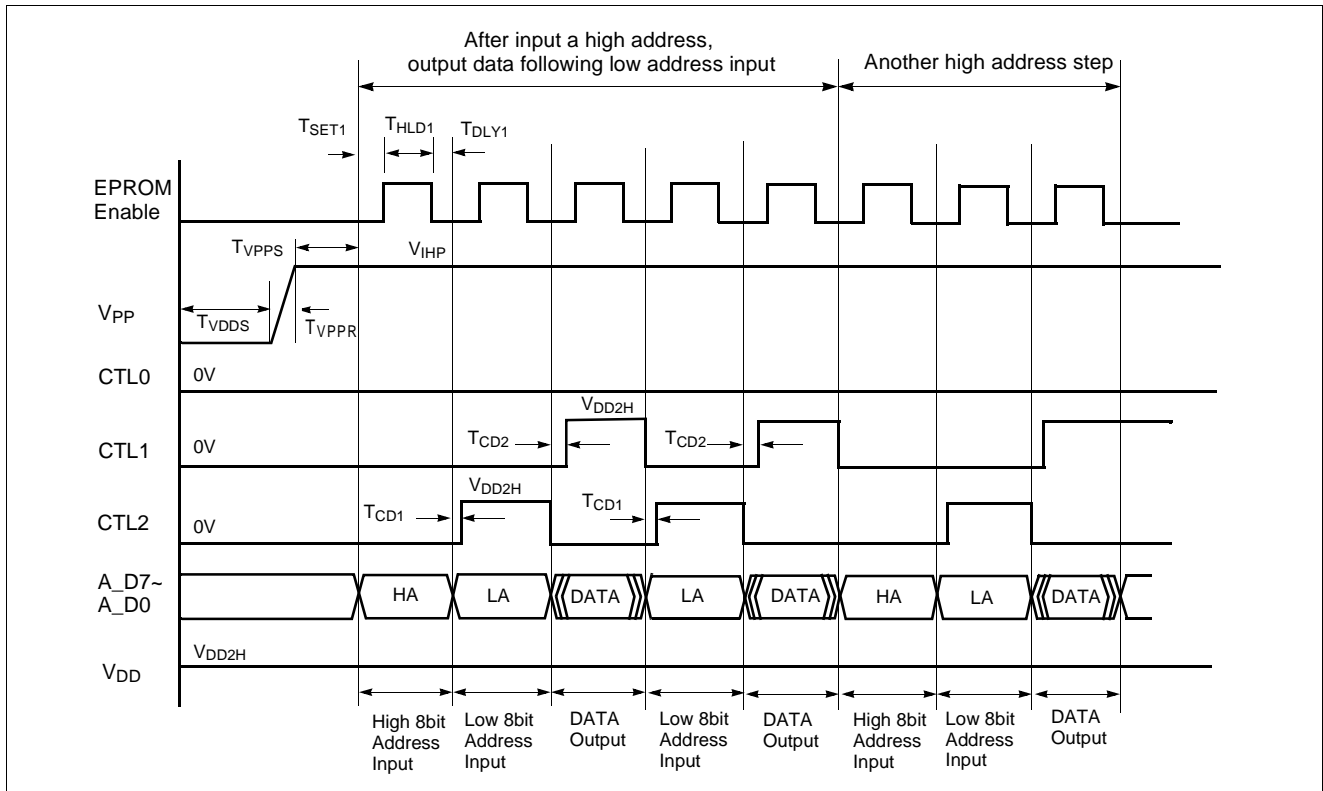 After input a high address,
output data following low address input
Another high address step
TSET1
THLD1
TDLY1
EPROM
Enable
TVPPS
VIHP
VPP
TVDDS
TVPPR
CTL0
0V
VDD2H
CTL1
0V
TCD2
TCD2
VDD2H
CTL2
0V
TCD1
TCD1
A_D7~
A_D0
HA
LA
DATA
LA
DATA
HA
LA
DATA
VDD2H
VDD
High 8bit
Address
Input
Low 8bit
Address
Input
DATA
Output
Low 8bit
Address
Input
DATA
Output
High 8bit
Address
Input
Low 8bit
Address
Input
DATA
Output